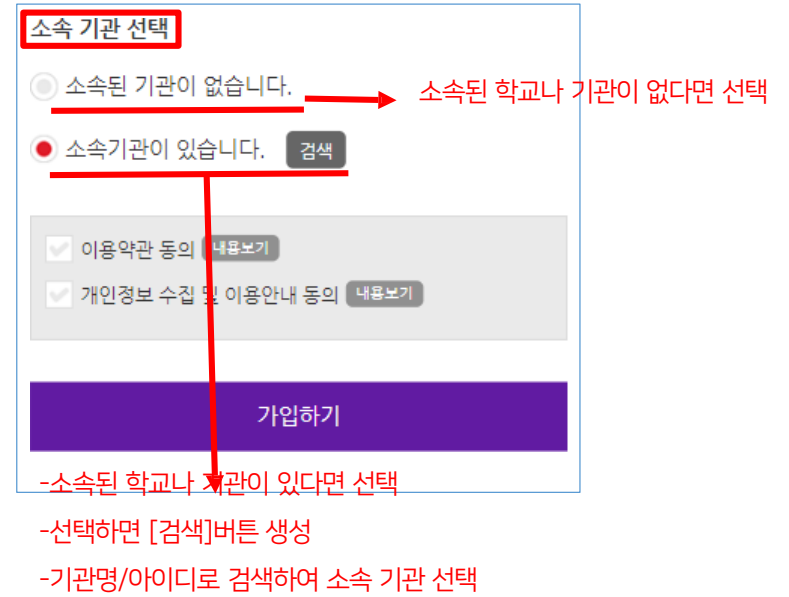 소속 기관 선택
소속된 기관이 없습니다.
소속된 학교나 기관이 없다면 선택
소속기관이 있습니다. 검색
이용약관 동의 내용보기
개인정보 수집 및 이용안내 동의 내용보기
가입하기
-소속된 학교나 기관이 있다면 선택
-선택하면 [검색]버튼 생성
-기관명/아이디로 검색하여 소속 기관 선택